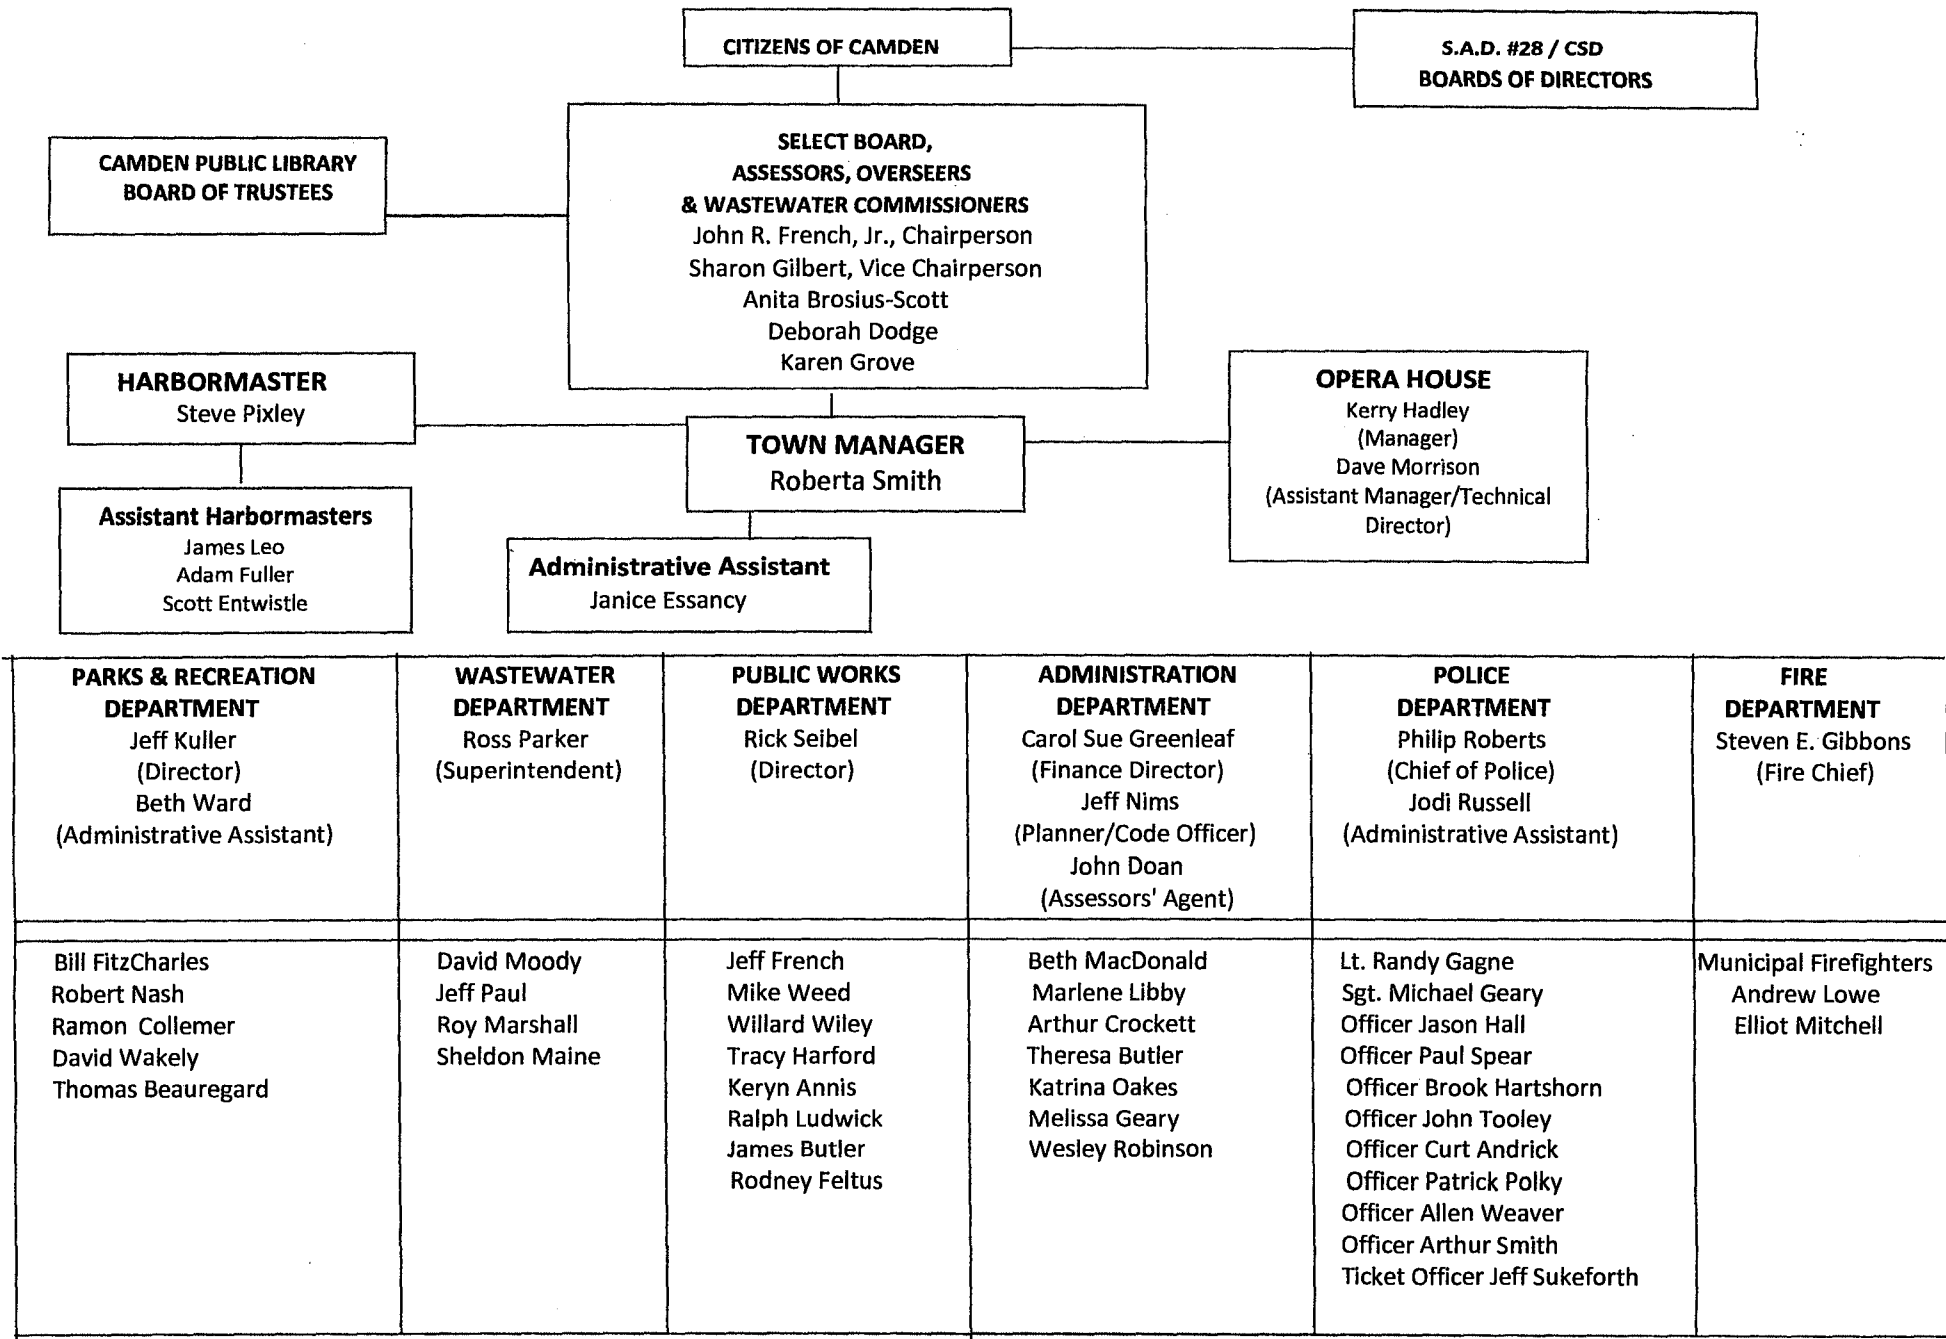 CITIZENS OF CAMDEN
S.A.D. #28 / CSD
BOARDS OF DIRECTORS
CAMDEN PUBLIC LIBRARY
BOARD OF TRUSTEES
SELECT BOARD,
ASSESSORS, OVERSEERS
& WASTEWATER COMMISSIONERS
John R. French, Jr., Chairperson
Sharon Gilbert, Vice Chairperson
Anita Brosius-Scott
Deborah Dodge
Karen Grove
HARBORMASTER
Steve Pixley
TOWN MANAGER
Roberta Smith
OPERA HOUSE
Kerry Hadley
(Manager)
Dave Morrison
(Assistant Manager/Technical
Director)
Assistant Harbormasters
James Leo
Adam Fuller
Scott Entwistle
Administrative Assistant
Janice Essancy
PARKS & RECREATION
DEPARTMENT
Jeff Kuller
(Director)
Beth Ward
(Administrative Assistant)
WASTEWATER
DEPARTMENT
Ross Parker
(Superintendent)
PUBLIC WORKS
DEPARTMENT
Rick Seibel
(Director)
ADMINISTRATION
DEPARTMENT
Carol Sue Greenleaf
(Finance Director)
Jeff Nims
(Planner/Code Officer)
John Doan
(Assessors' Agent)
POLICE
DEPARTMENT
Philip Roberts
(Chief of Police)
Jodi Russell
(Administrative Assistant)
FIRE
DEPARTMENT
Steven E. Gibbons
(Fire Chief)
Bill FitzCharles
Robert Nash
Ramon Collemer
David Wakely
Thomas Beauregard
David Moody
Jeff Paul
Roy Marshall
Sheldon Maine
Jeff French
Mike Weed
Willard Wiley
Tracy Harford
Keryn Annis
Ralph Ludwick
James Butler
Rodney Feltus
Beth MacDonald
Marlene Libby
Arthur Crockett
Theresa Butler
Katrina Oakes
Melissa Geary
Wesley Robinson
Lt. Randy Gagne
Sgt. Michael Geary
Officer Jason Hall
Officer Paul Spear
Officer Brook Hartshorn
Officer John Tooley
Officer Curt Andrick
Officer Patrick Polky
Officer Allen Weaver
Officer Arthur Smith
Ticket Officer Jeff Sukeforth
Municipal Firefighters
Andrew Lowe
Elliot Mitchell